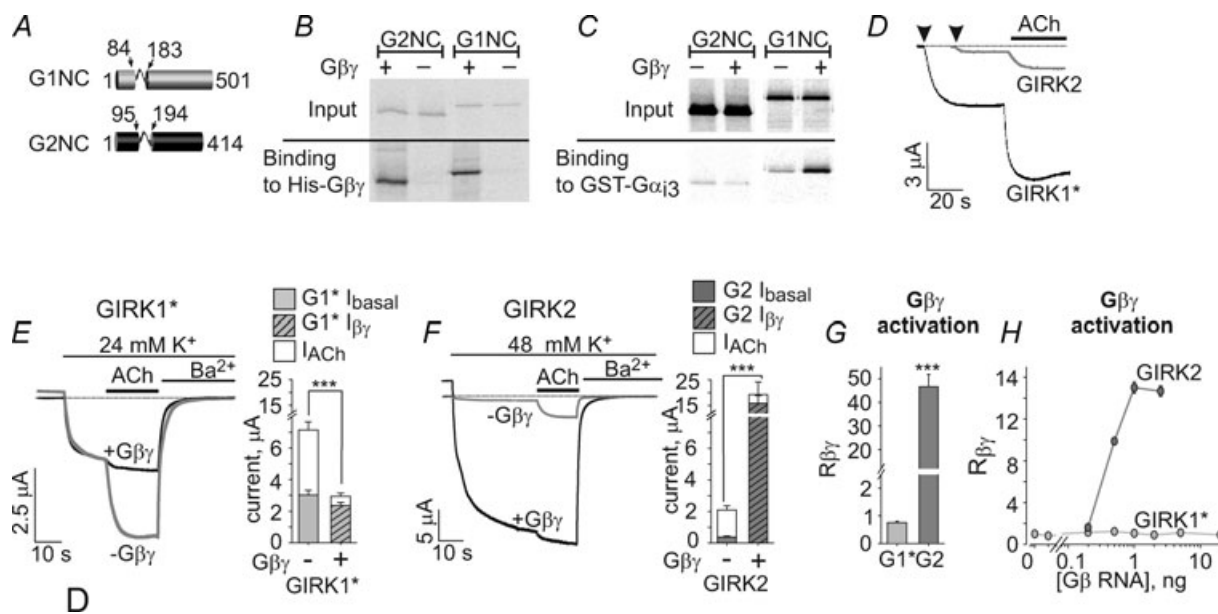 A
84 183
G1NC 1 501
95 194
G2NC 1 414
B
G2NC G1NC
Gβγ + − + −
Input
Binding
to His-Gβγ
C
G2NC G1NC
Gβγ − + − +
Input
Binding
to GST-Gαi3
D
ACh
GIRK2
3 μA
20 s
GIRK1*
E
GIRK1*
24 mM K+
ACh Ba2+
+Gβγ
-Gβγ
2.5 μA
10 s
G1* Ibasal
G1* Iβγ
IACh
***
current, μA
25
15
6
4
2
0
Gβγ - +
GIRK1*
F
GIRK2
48 mM K+
ACh Ba2+
-Gβγ
+Gβγ
5 μA
10 s
G2 Ibasal
G2 Iβγ
IACh
***
current, μA
25
15
6
4
2
0
Gβγ - +
GIRK2
G
Gβγ
activation
***
Rβγ
50
40
30
20
10
2
1
0
G1* G2
H
Gβγ
activation
GIRK2
Rβγ
14
12
8
4
0
GIRK1*
0 0.1 1 10
[Gβ RNA], ng
D